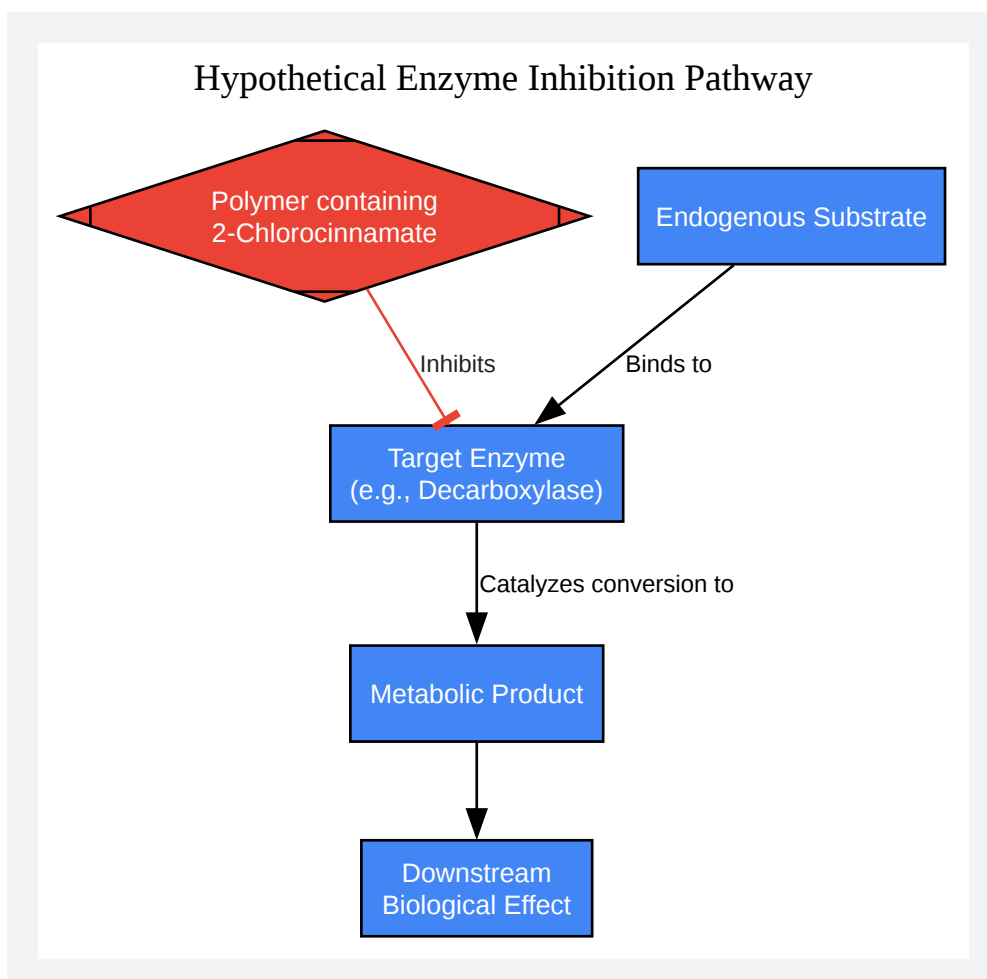 Hypothetical Enzyme Inhibition Pathway
Polymer containing
2-Chlorocinnamate
Endogenous Substrate
Inhibits
Binds to
Target Enzyme
(e.g., Decarboxylase)
Catalyzes conversion to
Metabolic Product
Downstream
Biological Effect